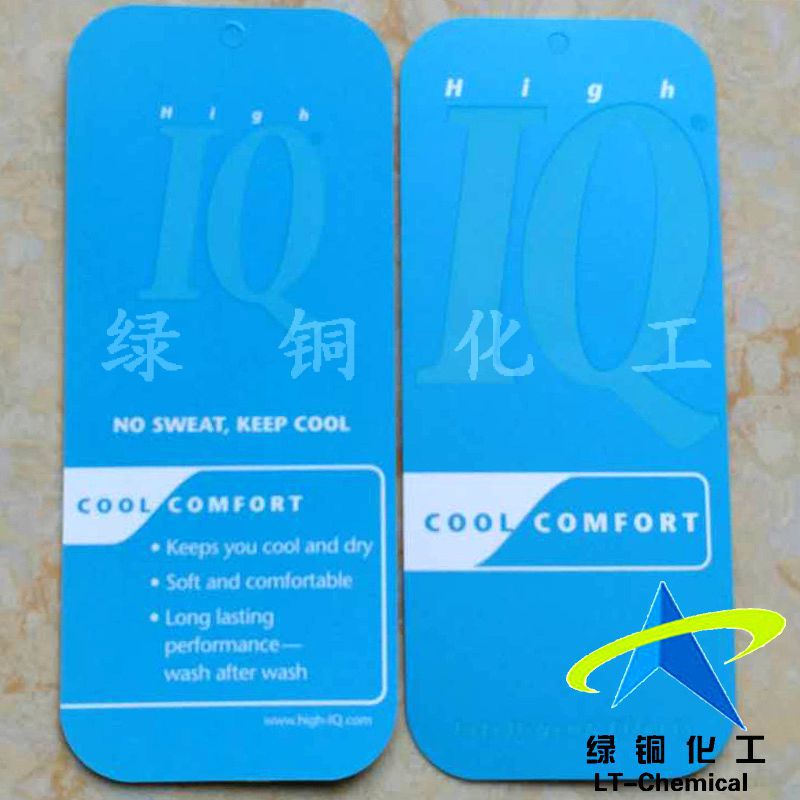 High
IQ®
NO SWEAT, KEEP COOL
COOL COMFORT
• Keeps you cool and dry
• Soft and comfortable
• Long lasting
performance—
wash after wash
www.high-IQ.com
High
IQ®
COOL COMFORT
Intelligent Effects
绿铜化工
绿铜化工
LT-Chemical